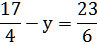 17/4 − y = 23/6